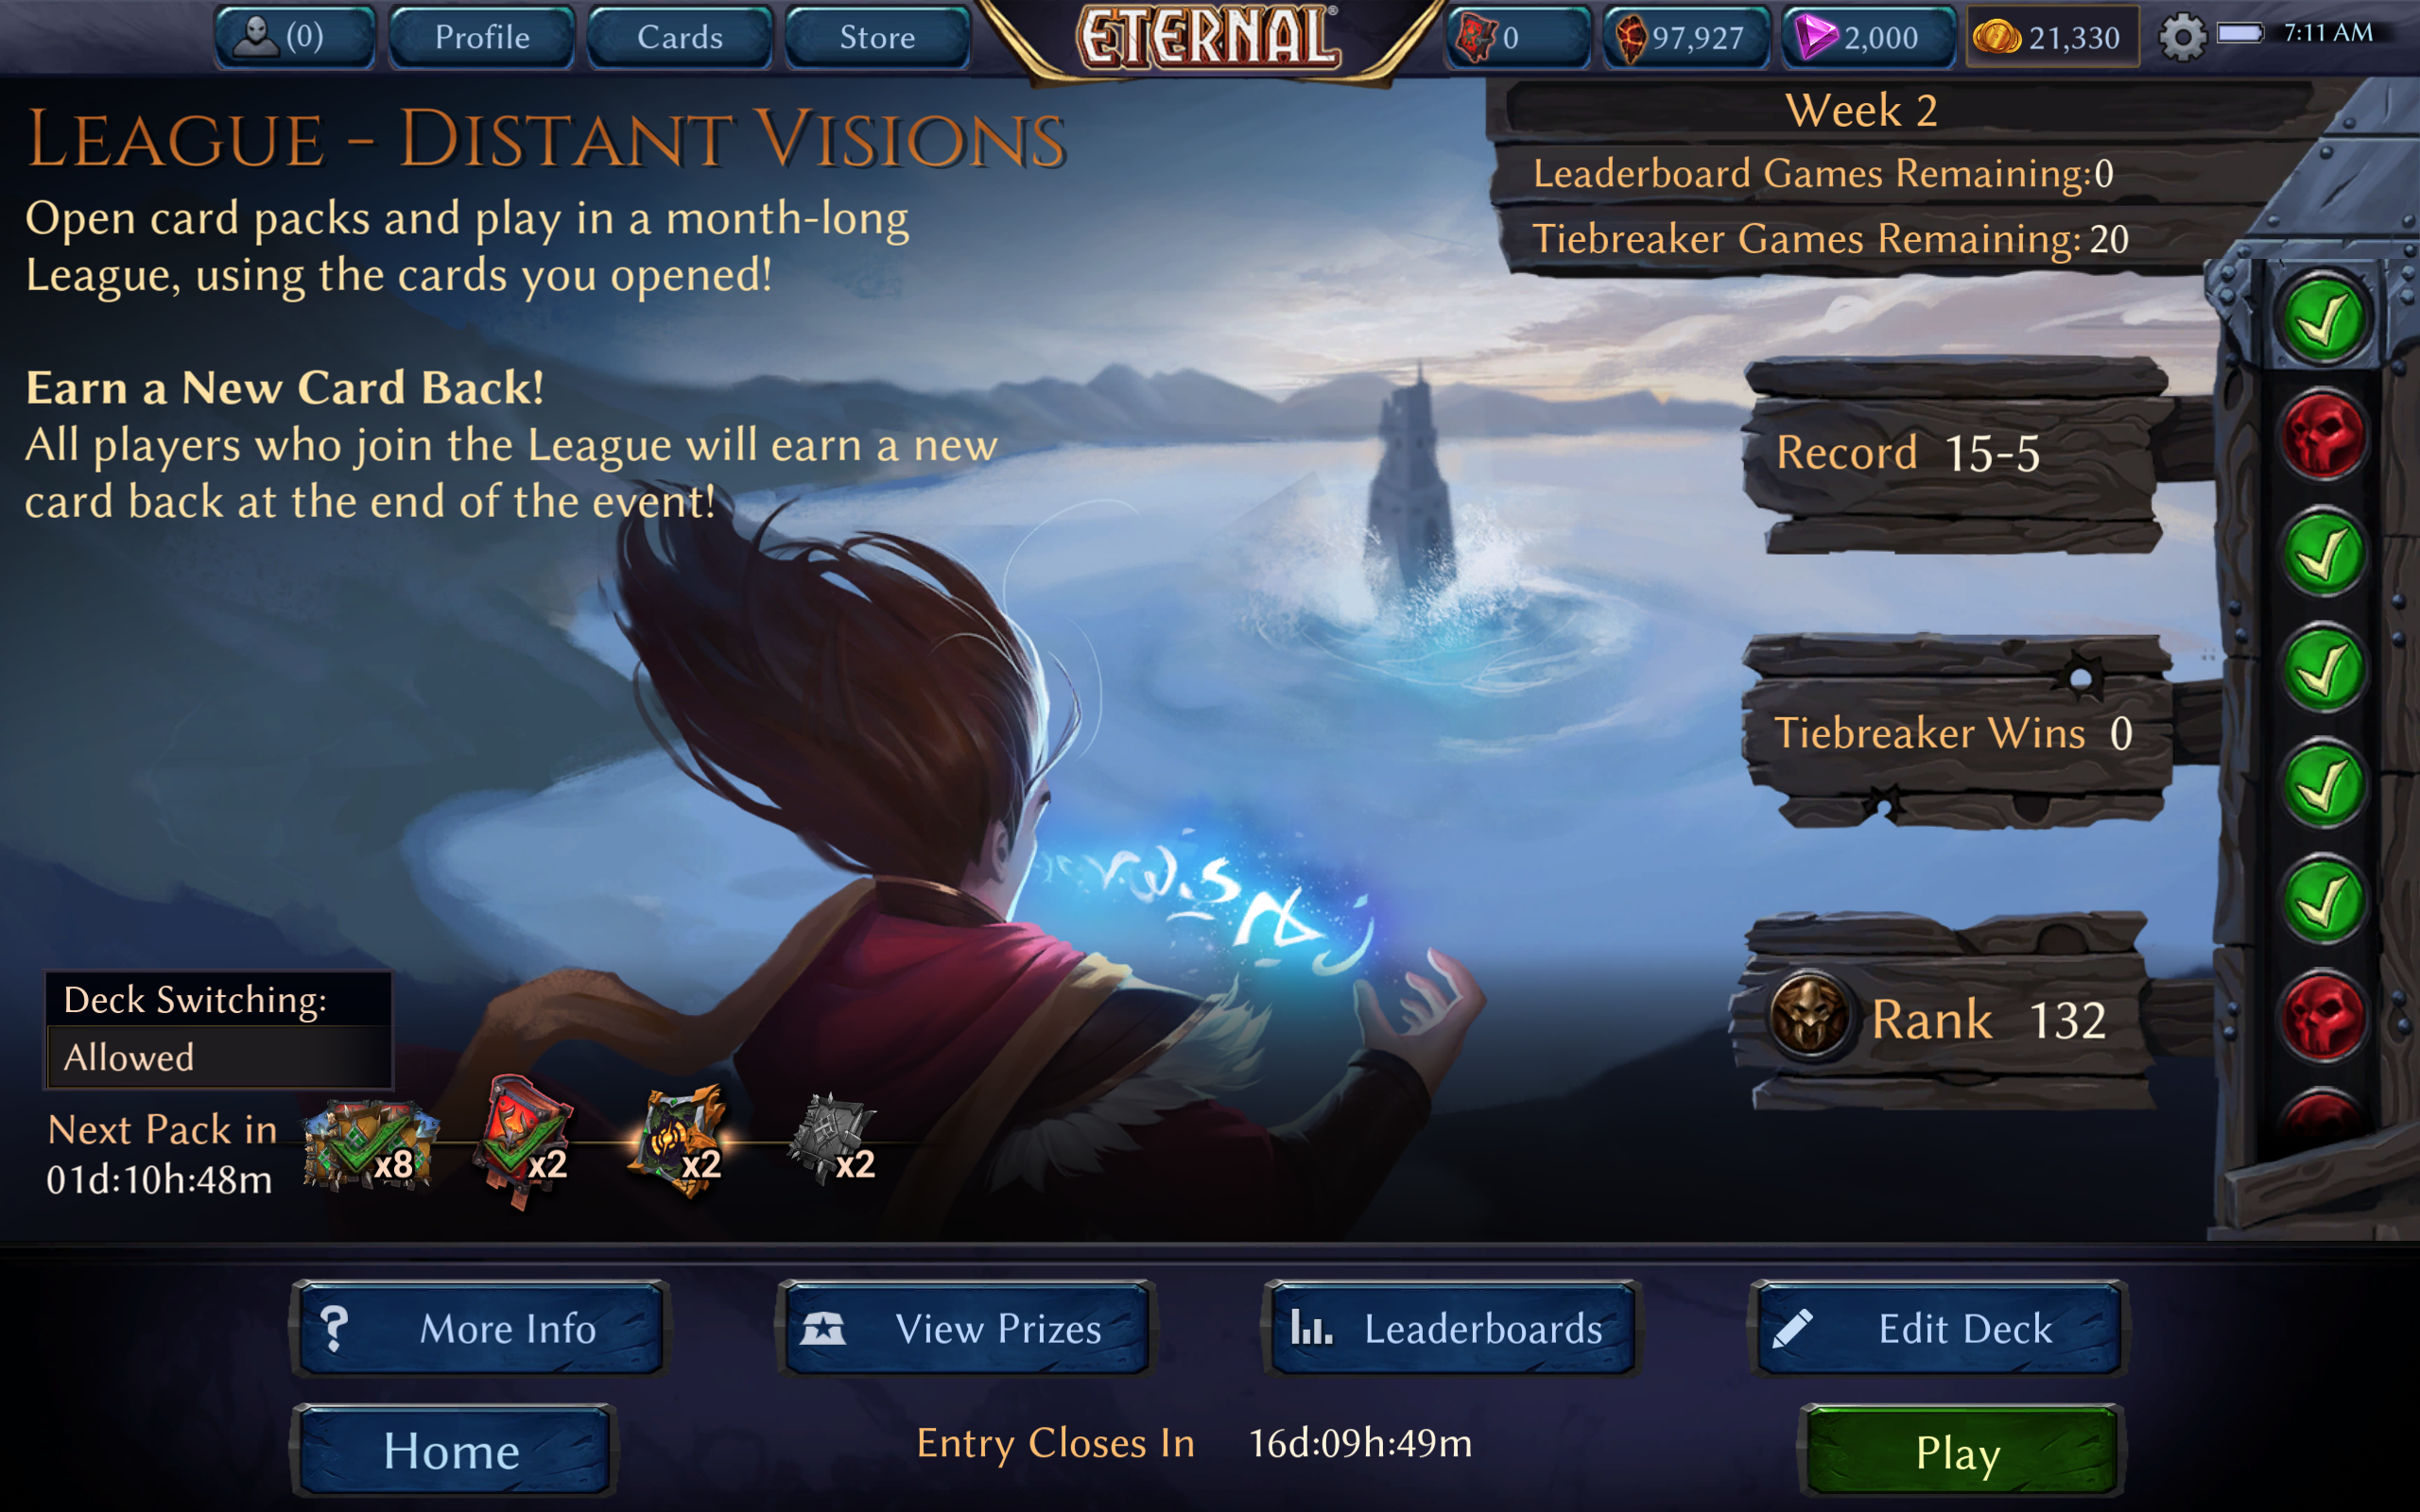 (0)
Profile
Cards
Store
ETERNAL®
0
97,927
2,000
21,330
7:11 AM
LEAGUE - DISTANT VISIONS
Open card packs and play in a month-long
League, using the cards you opened!
Earn a New Card Back!
All players who join the League will earn a new
card back at the end of the event!
Week 2
Leaderboard Games Remaining:0
Tiebreaker Games Remaining: 20
Record 15-5
Tiebreaker Wins 0
Rank 132
Deck Switching:
Allowed
Next Pack in
01d:10h:48m
x8
x2
x2
x2
? More Info
View Prizes
Leaderboards
Edit Deck
Home
Entry Closes In 16d:09h:49m
Play